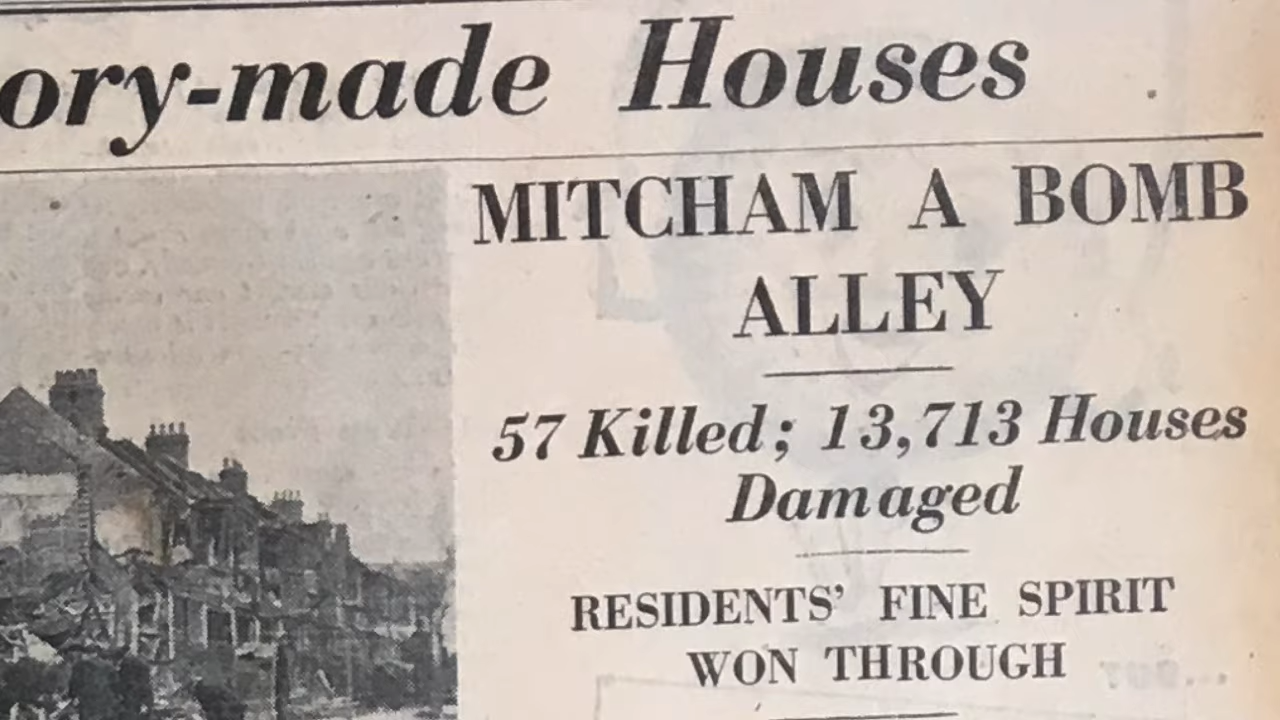 ory-made Houses
MITCHAM A BOMB
ALLEY
57 Killed; 13,713 Houses
Damaged
RESIDENTS' FINE SPIRIT
WON THROUGH